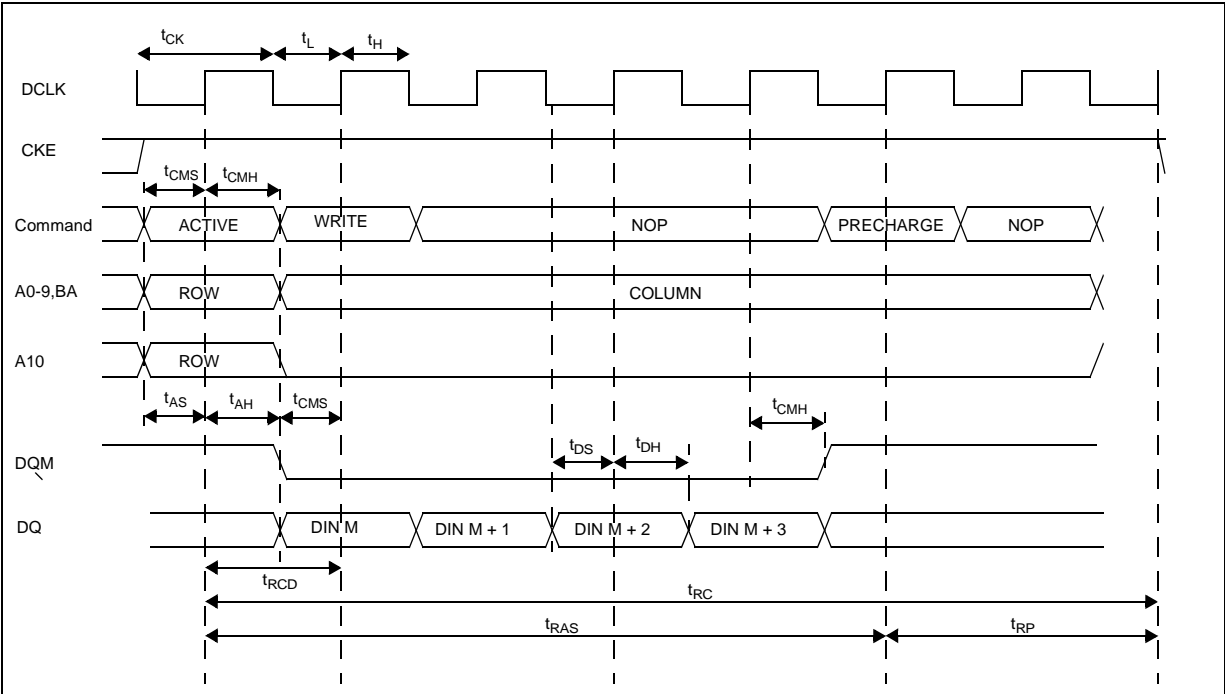 tCK tL tH
DCLK
CKE
tCMS tCMH
Command ACTIVE WRITE NOP PRECHARGE NOP
A0-9,BA ROW COLUMN
A10 ROW
tAS tAH tCMS tCMH
DQM tDS tDH
DQ DIN M DIN M + 1 DIN M + 2 DIN M + 3
tRCD
tRC
tRAS tRP